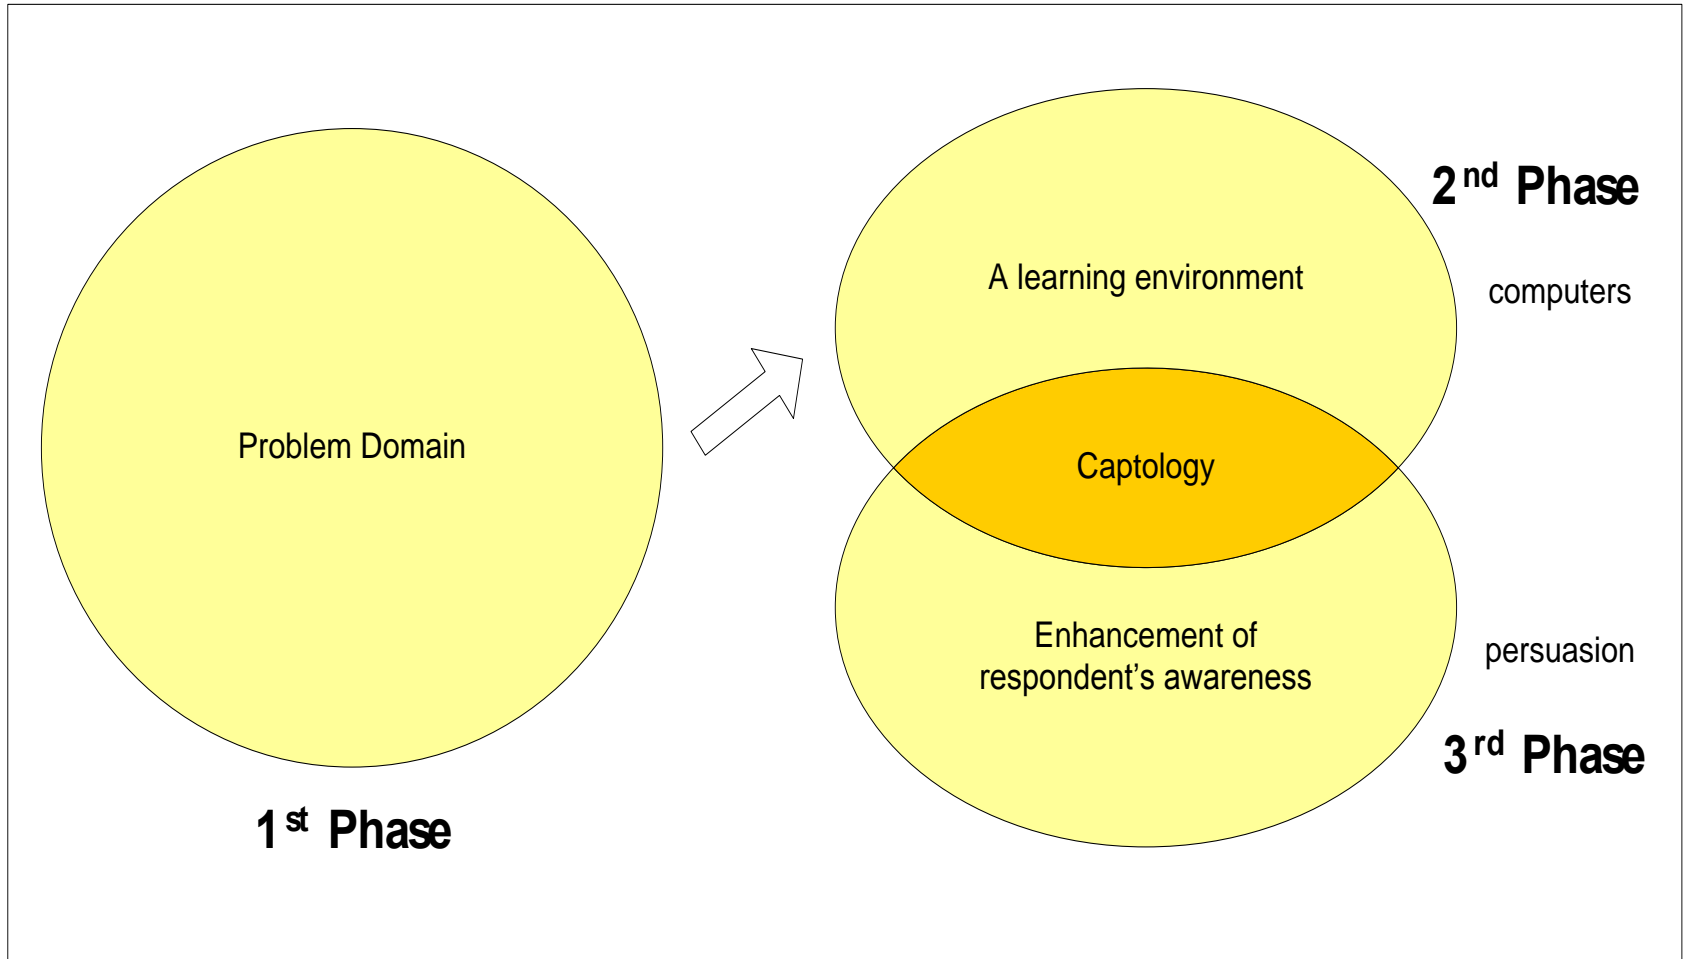 Problem Domain
1st Phase
2nd Phase
A learning environment
computers
Captology
Enhancement of
respondent’s awareness
persuasion
3rd Phase